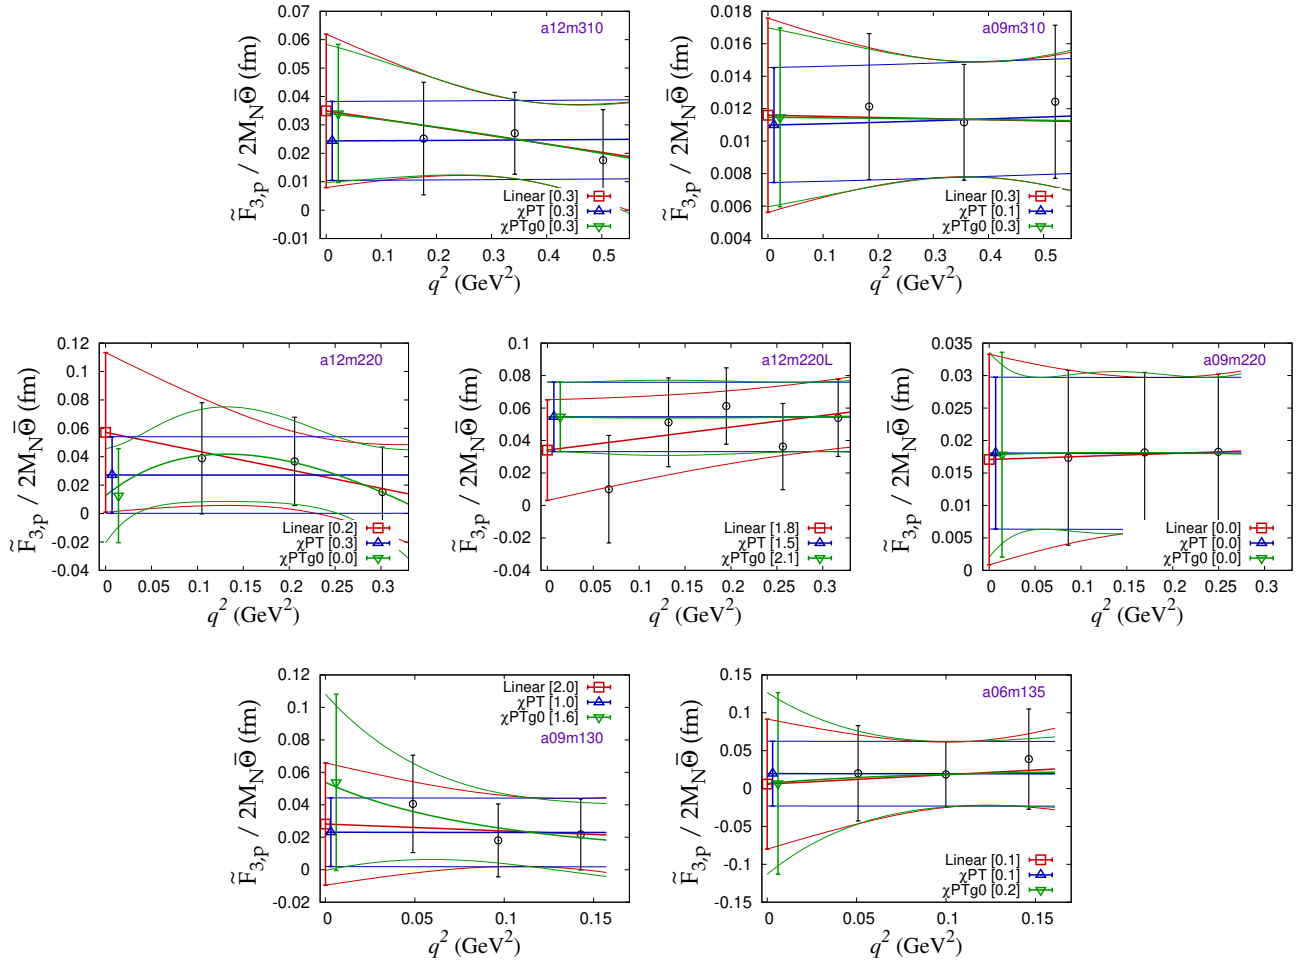 a12m310
0.07
0.06
0.05
0.04
0.03
0.02
0.01
0
-0.01
F̃3,p / 2MNΘ̅ (fm)
Linear [0.3]
χPT [0.3]
χPTg0 [0.3]
0 0.1 0.2 0.3 0.4 0.5
q² (GeV²)
a09m310
0.018
0.016
0.014
0.012
0.01
0.008
0.006
0.004
F̃3,p / 2MNΘ̅ (fm)
Linear [0.3]
χPT [0.1]
χPTg0 [0.3]
0 0.1 0.2 0.3 0.4 0.5
q² (GeV²)
a12m220
0.12
0.1
0.08
0.06
0.04
0.02
0
-0.02
-0.04
F̃3,p / 2MNΘ̅ (fm)
Linear [0.2]
χPT [0.3]
χPTg0 [0.0]
0 0.05 0.1 0.15 0.2 0.25 0.3
q² (GeV²)
a12m220L
0.1
0.08
0.06
0.04
0.02
0
-0.02
-0.04
F̃3,p / 2MNΘ̅ (fm)
Linear [1.8]
χPT [1.5]
χPTg0 [2.1]
0 0.05 0.1 0.15 0.2 0.25 0.3
q² (GeV²)
a09m220
0.035
0.03
0.025
0.02
0.015
0.01
0.005
0
F̃3,p / 2MNΘ̅ (fm)
Linear [0.0]
χPT [0.0]
χPTg0 [0.0]
0 0.05 0.1 0.15 0.2 0.25 0.3
q² (GeV²)
0.12
0.1
0.08
0.06
0.04
0.02
0
-0.02
F̃3,p / 2MNΘ̅ (fm)
Linear [2.0]
χPT [1.0]
χPTg0 [1.6]
a09m130
0 0.05 0.1 0.15
q² (GeV²)
a06m135
0.15
0.1
0.05
0
-0.05
-0.1
-0.15
F̃3,p / 2MNΘ̅ (fm)
Linear [0.1]
χPT [0.1]
χPTg0 [0.2]
0 0.05 0.1 0.15
q² (GeV²)